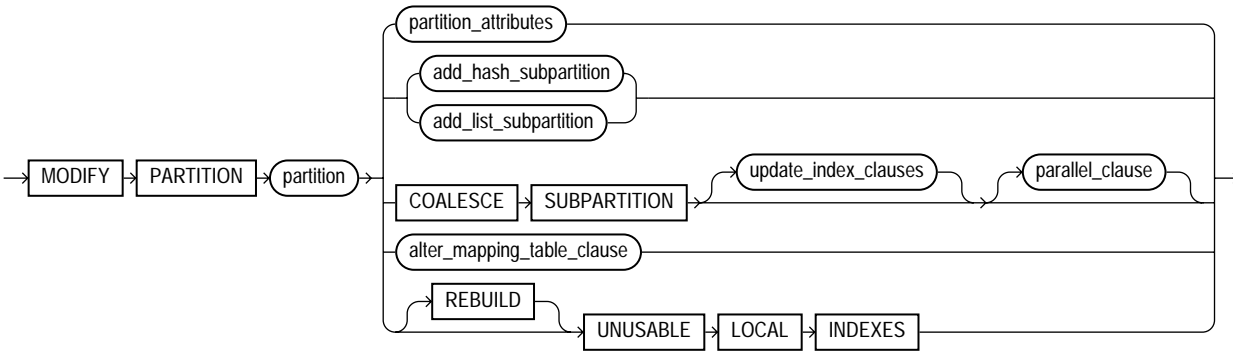 partition_attributes
add_hash_subpartition
add_list_subpartition
MODIFY PARTITION partition
update_index_clauses parallel_clause
COALESCE SUBPARTITION
alter_mapping_table_clause
REBUILD
UNUSABLE LOCAL INDEXES